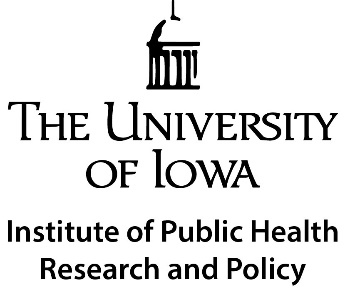 THE UNIVERSITY
OF IOWA
Institute of Public Health
Research and Policy